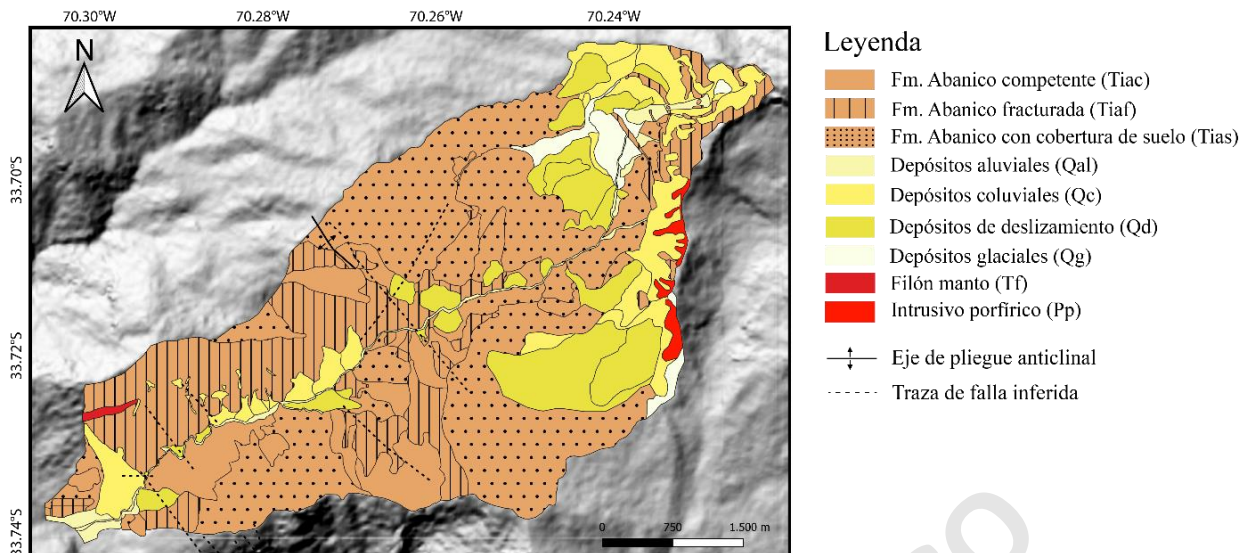 70.30°W 70.28°W 70.26°W 70.24°W
N
33.70°S
33.72°S
33.74°S
0 750 1.500 m
Leyenda
Fm. Abanico competente (Tiac)
Fm. Abanico fracturada (Tiaf)
Fm. Abanico con cobertura de suelo (Tias)
Depósitos aluviales (Qal)
Depósitos coluviales (Qc)
Depósitos de deslizamiento (Qd)
Depósitos glaciales (Qg)
Filón manto (Tf)
Intrusivo porfírico (Pp)
Eje de pliegue anticlinal
Traza de falla inferida